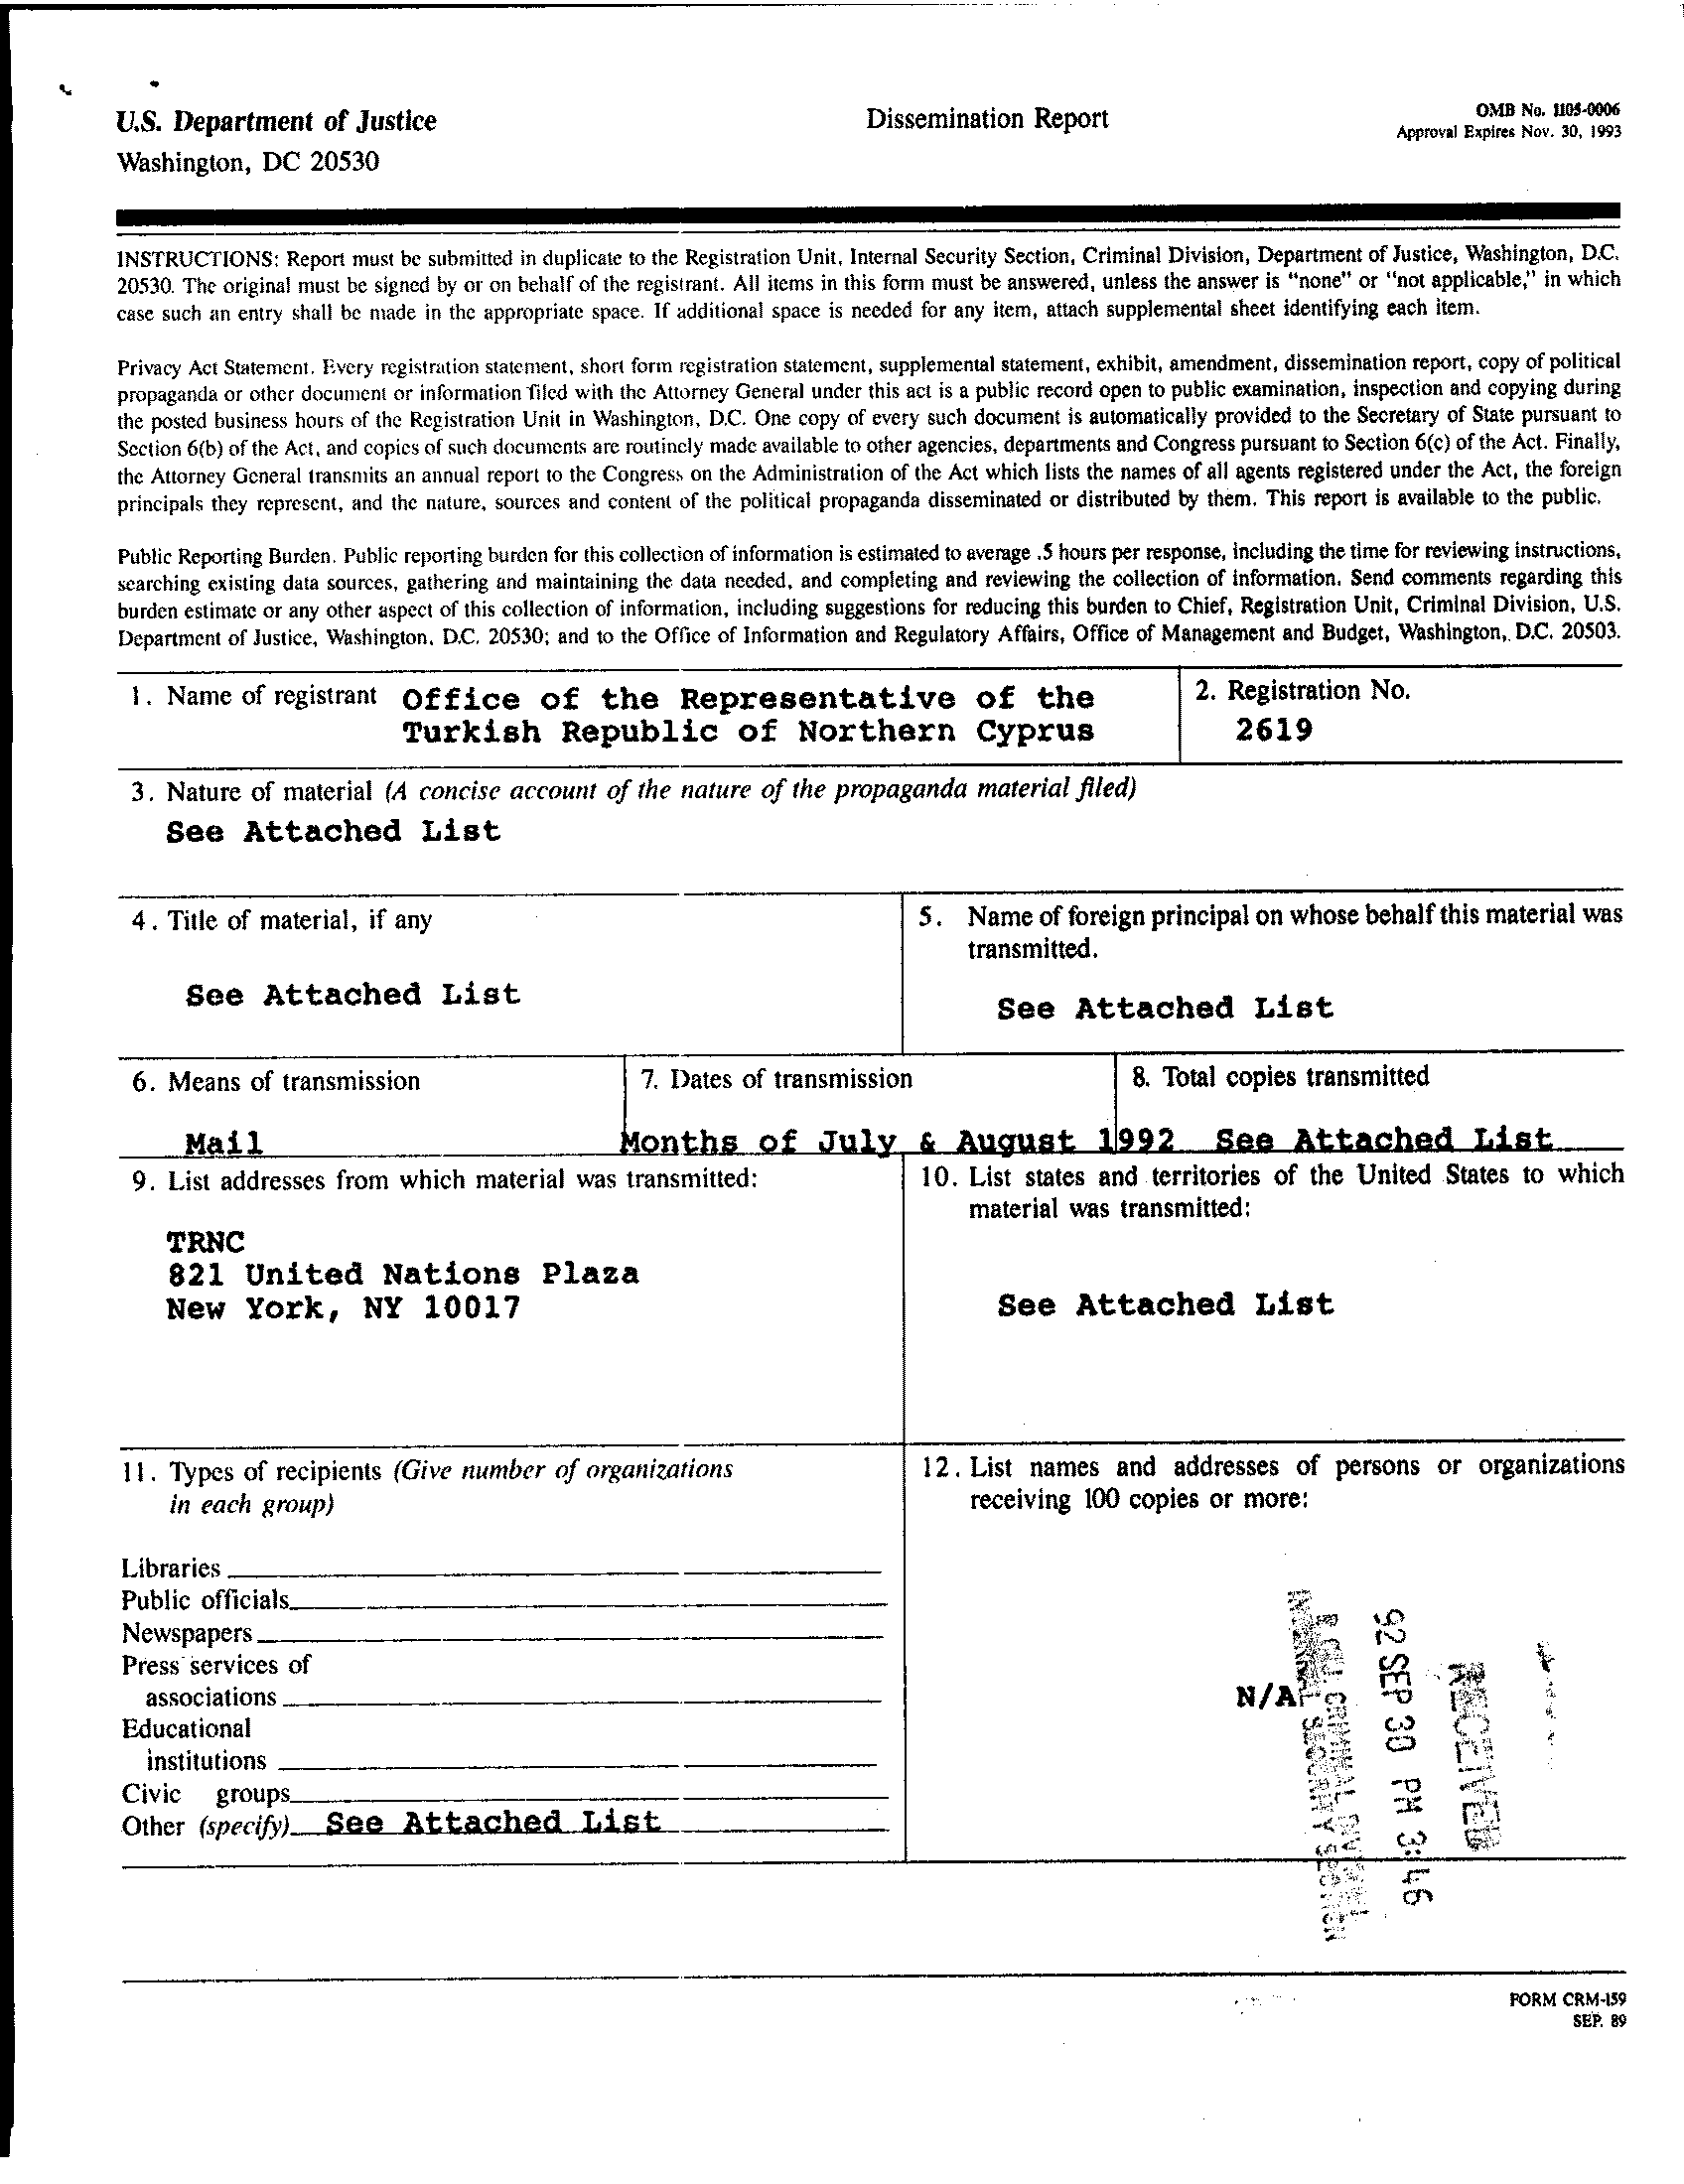 U.S. Department of Justice
Washington, DC 20530
Dissemination Report
OMB No. 1105-0006
Approval Expires Nov. 30, 1993
INSTRUCTIONS: Report must be submitted in duplicate to the Registration Unit, Internal Security Section, Criminal Division, Department of Justice, Washington, D.C.
20530. The original must be signed by or on behalf of the registrant. All items in this form must be answered, unless the answer is "none" or "not applicable," in which
case such an entry shall be made in the appropriate space. If additional space is needed for any item, attach supplemental sheet identifying each item.
Privacy Act Statement. Every registration statement, short form registration statement, supplemental statement, exhibit, amendment, dissemination report, copy of political
propaganda or other document or information filed with the Attorney General under this act is a public record open to public examination, inspection and copying during
the posted business hours of the Registration Unit in Washington, D.C. One copy of every such document is automatically provided to the Secretary of State pursuant to
Section 6(b) of the Act, and copies of such documents are routinely made available to other agencies, departments and Congress pursuant to Section 6(c) of the Act. Finally,
the Attorney General transmits an annual report to the Congress on the Administration of the Act which lists the names of all agents registered under the Act, the foreign
principals they represent, and the nature, sources and content of the political propaganda disseminated or distributed by them. This report is available to the public.
Public Reporting Burden. Public reporting burden for this collection of information is estimated to average .5 hours per response, including the time for reviewing instructions,
searching existing data sources, gathering and maintaining the data needed, and completing and reviewing the collection of information. Send comments regarding this
burden estimate or any other aspect of this collection of information, including suggestions for reducing this burden to Chief, Registration Unit, Criminal Division, U.S.
Department of Justice, Washington, D.C. 20530; and to the Office of Information and Regulatory Affairs, Office of Management and Budget, Washington, D.C. 20503.
1. Name of registrant Office of the Representative of the
Turkish Republic of Northern Cyprus
2. Registration No.
2619
3. Nature of material (A concise account of the nature of the propaganda material filed)
See Attached List
4. Title of material, if any
See Attached List
5. Name of foreign principal on whose behalf this material was
transmitted.
See Attached List
6. Means of transmission
Mail
7. Dates of transmission
Months of July & August 1992
8. Total copies transmitted
See Attached List
9. List addresses from which material was transmitted:
TRNC
821 United Nations Plaza
New York, NY 10017
10. List states and territories of the United States to which
material was transmitted:
See Attached List
11. Types of recipients (Give number of organizations
in each group)
Libraries
Public officials
Newspapers
Press services of
associations
Educational
institutions
Civic groups
Other (specify) See Attached List
12. List names and addresses of persons or organizations
receiving 100 copies or more:
N/A
RECEIVED
92 SEP 30 PM 3:46
CRIMINAL DIVISION
INTERNAL SECURITY SECTION
FORM CRM-159
SEP. 89